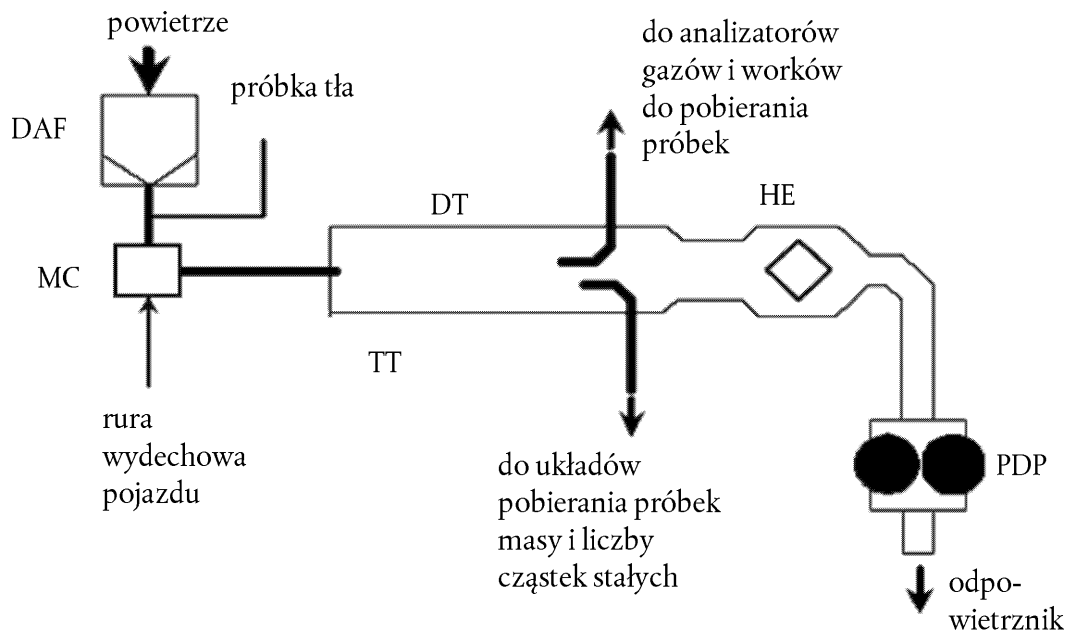 powietrze
próbka tła
do analizatorów
gazów i worków
do pobierania
próbek
DAF
DT
HE
MC
TT
rura
wydechowa
pojazdu
do układów
pobierania próbek
masy i liczby
cząstek stałych
PDP
odpo-
wietrznik